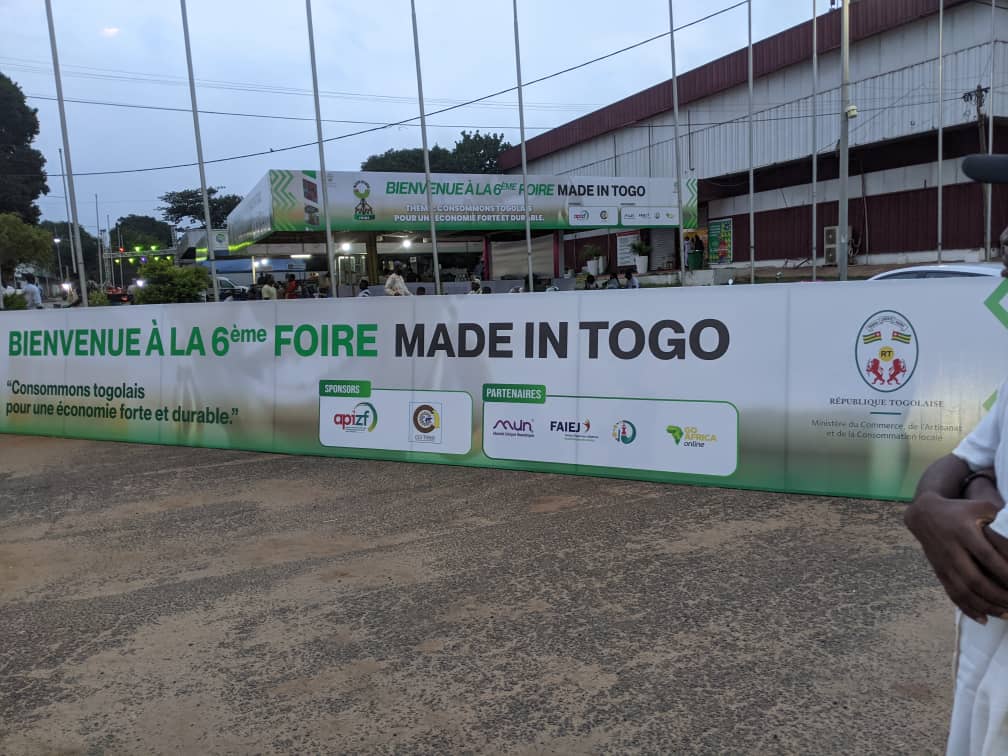 BIENVENUE À LA 6ÈME FOIRE MADE IN TOGO
THÈME : CONSOMMONS TOGOLAIS
POUR UNE ÉCONOMIE FORTE ET DURABLE.
BIENVENUE À LA 6ème FOIRE MADE IN TOGO
"Consommons togolais
pour une économie forte et durable."
SPONSORS
apizf
PARTENAIRES
mun
FAIEJ
GO
AFRICA
online
RT
RÉPUBLIQUE TOGOLAISE
Ministère du Commerce, de l'Artisanat
et de la Consommation locale